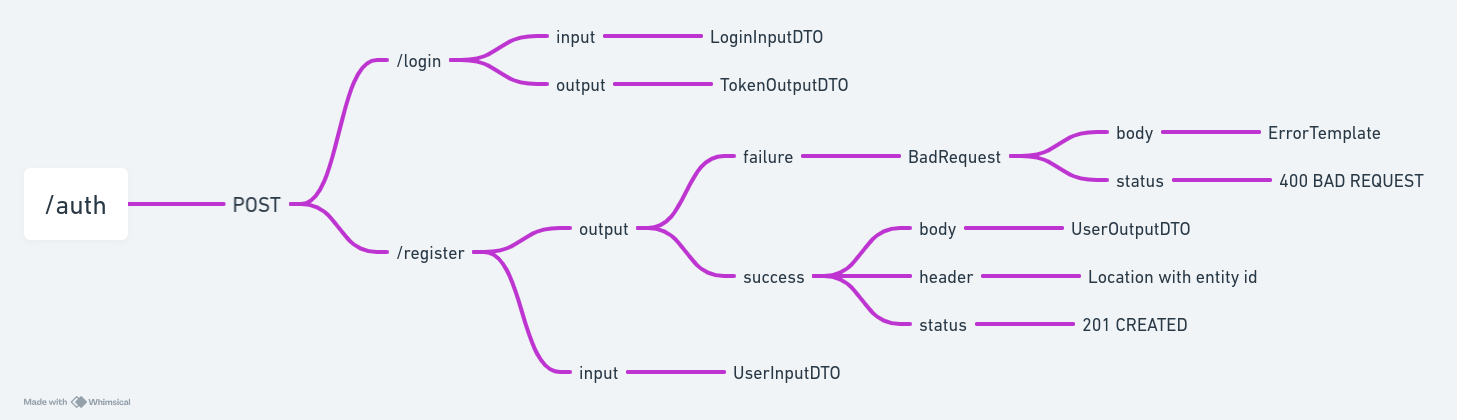 /auth
POST
/login
input
LoginInputDTO
output
TokenOutputDTO
/register
output
failure
BadRequest
body
ErrorTemplate
status
400 BAD REQUEST
success
body
UserOutputDTO
header
Location with entity id
status
201 CREATED
input
UserInputDTO
Made with Whimsical